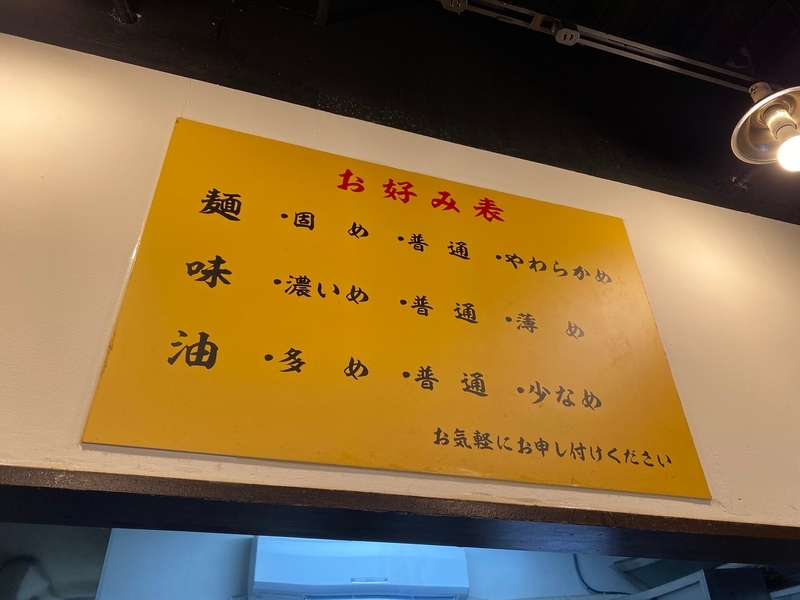 お好み表
麺 ・固め ・普通 ・やわらかめ
味 ・濃いめ ・普通 ・薄め
油 ・多め ・普通 ・少なめ
お気軽にお申し付けください